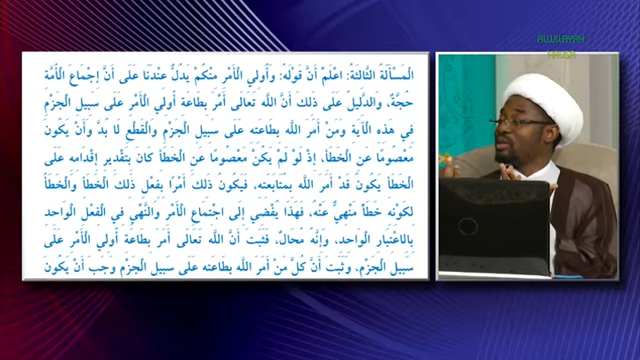 ALWILAYAH
HAUSA
الْمَسْأَلَةُ الثَّالِثَةُ: اعْلَمْ أَنَّ قَوْلَهُ: وَأُولِي الْأَمْرِ مِنْكُمْ يَدُلُّ عِنْدَنَا عَلَى أَنَّ إِجْمَاعَ الْأُمَّةِ
حُجَّةٌ، وَالدَّلِيلُ عَلَى ذَلِكَ أَنَّ اللَّهَ تَعَالَى أَمَرَ بِطَاعَةِ أُولِي الْأَمْرِ عَلَى سَبِيلِ الْجَزْمِ
فِي هَذِهِ الْآيَةِ وَمَنْ أَمَرَ اللَّهُ بِطَاعَتِهِ عَلَى سَبِيلِ الْجَزْمِ وَالْقَطْعِ لَا بُدَّ وَأَنْ يَكُونَ
مَعْصُومًا عَنِ الْخَطَأِ، إِذْ لَوْ لَمْ يَكُنْ مَعْصُومًا عَنِ الْخَطَأِ كَانَ بِتَقْدِيرِ إِقْدَامِهِ عَلَى
الْخَطَأِ يَكُونُ قَدْ أَمَرَ اللَّهُ بِمُتَابَعَتِهِ، فَيَكُونُ ذَلِكَ أَمْرًا بِفِعْلِ ذَلِكَ الْخَطَأِ وَالْخَطَأُ
لِكَوْنِهِ خَطَأً مَنْهِيٌّ عَنْهُ، فَهَذَا يُفْضِي إِلَى اجْتِمَاعِ الْأَمْرِ وَالنَّهْيِ فِي الْفِعْلِ الْوَاحِدِ
بِالِاعْتِبَارِ الْوَاحِدِ، وَإِنَّهُ مُحَالٌ، فَثَبَتَ أَنَّ اللَّهَ تَعَالَى أَمَرَ بِطَاعَةِ أُولِي الْأَمْرِ عَلَى
سَبِيلِ الْجَزْمِ، وَثَبَتَ أَنَّ كُلَّ مَنْ أَمَرَ اللَّهُ بِطَاعَتِهِ عَلَى سَبِيلِ الْجَزْمِ وَجَبَ أَنْ يَكُونَ